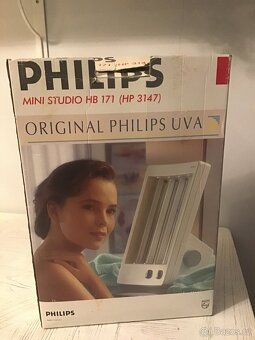 PHILIPS
MINI STUDIO HB 171 (HP 3147)
ORIGINAL PHILIPS UVA
PHILIPS